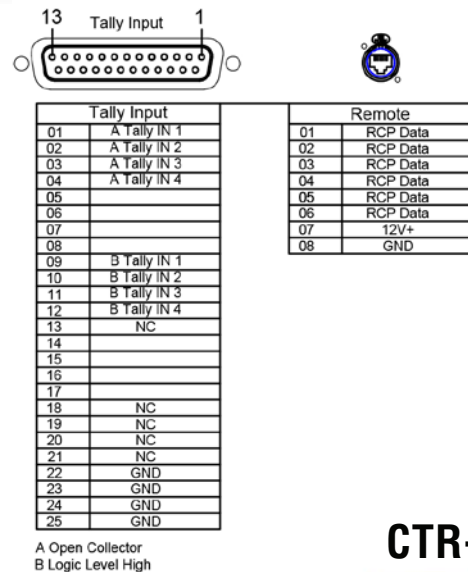 13 Tally Input 1
Tally Input
01 A Tally IN 1
02 A Tally IN 2
03 A Tally IN 3
04 A Tally IN 4
05
06
07
08
09 B Tally IN 1
10 B Tally IN 2
11 B Tally IN 3
12 B Tally IN 4
13 NC
14
15
16
17
18 NC
19 NC
20 NC
21 NC
22 GND
23 GND
24 GND
25 GND
A Open Collector
B Logic Level High
Remote
01 RCP Data
02 RCP Data
03 RCP Data
04 RCP Data
05 RCP Data
06 RCP Data
07 12V+
08 GND
CTR-